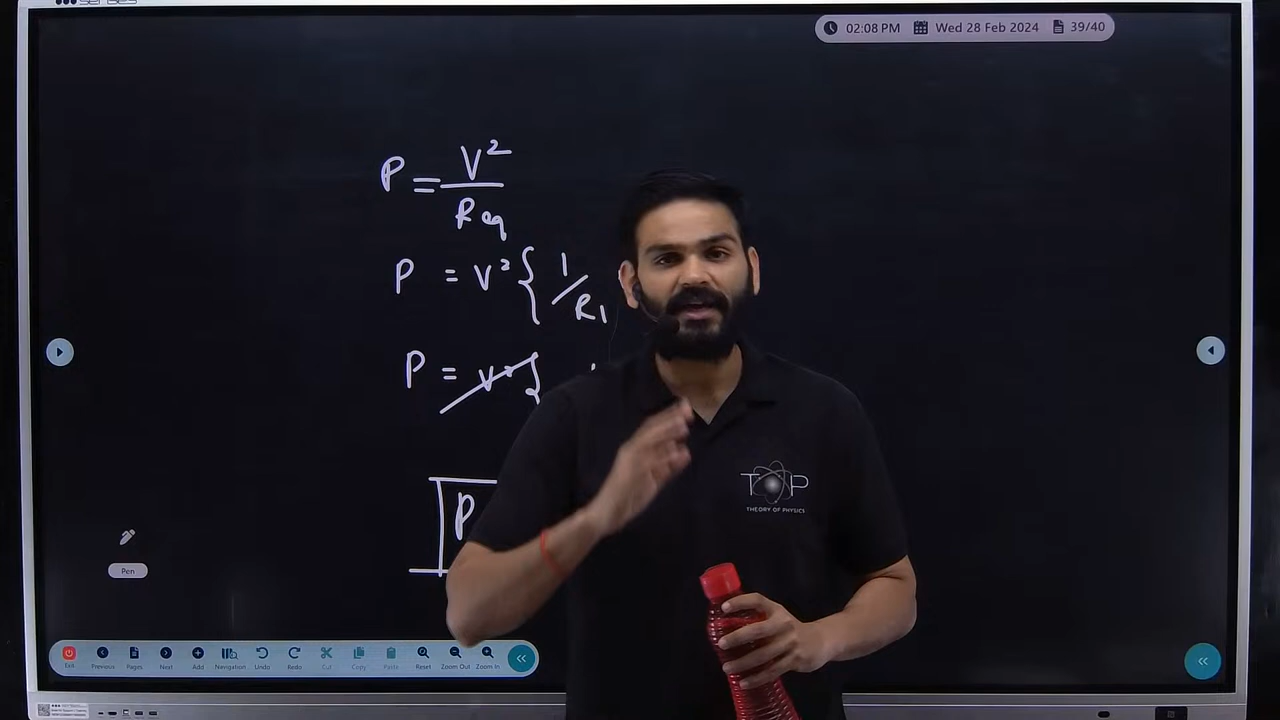 02:08 PM Wed 28 Feb 2024 39/40
P = V²/Req
P = V² { 1/R1
P = V² {
P
TOP
THEORY OF PHYSICS
Pen
Exit Previous Pages Next Add Navigation Undo Redo Cut Copy Paste Reset Zoom Out Zoom In